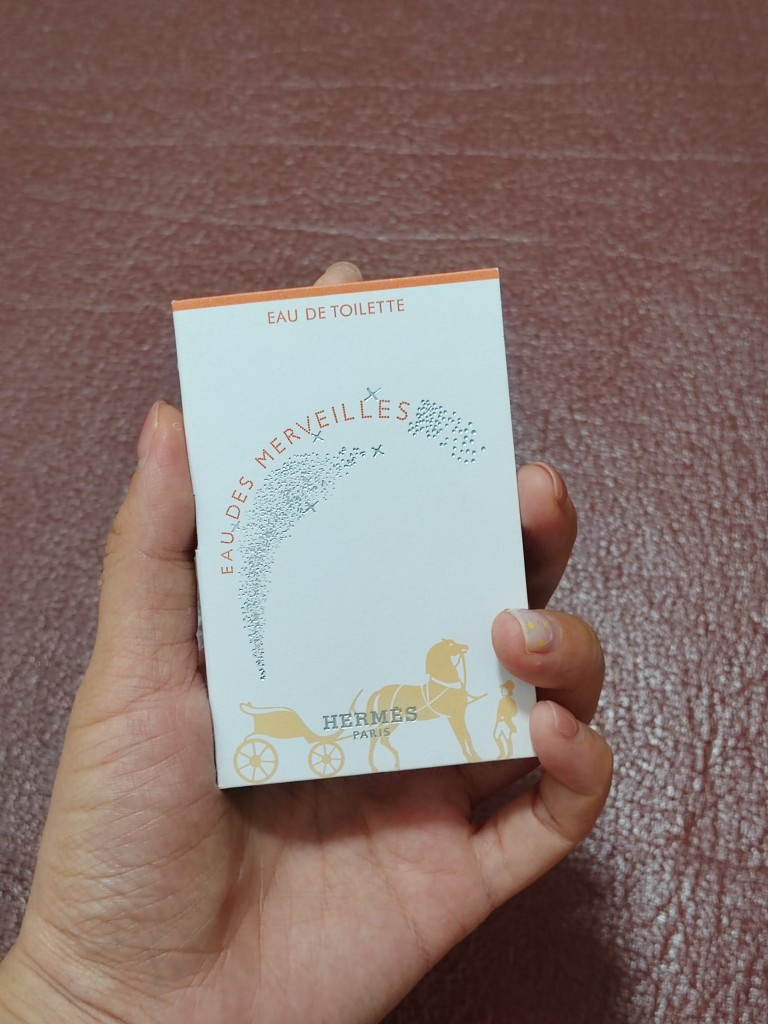 EAU DE TOILETTE
EAU DES MERVEILLES
HERMÈS
PARIS